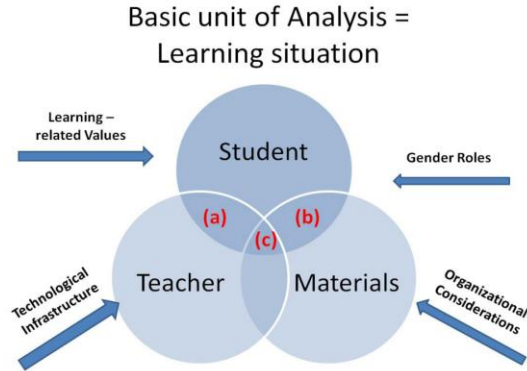 Basic unit of Analysis =
Learning situation
Learning –
related Values
Student
Gender Roles
(a)
(b)
(c)
Teacher
Materials
Technological
Infrastructure
Organizational
Considerations